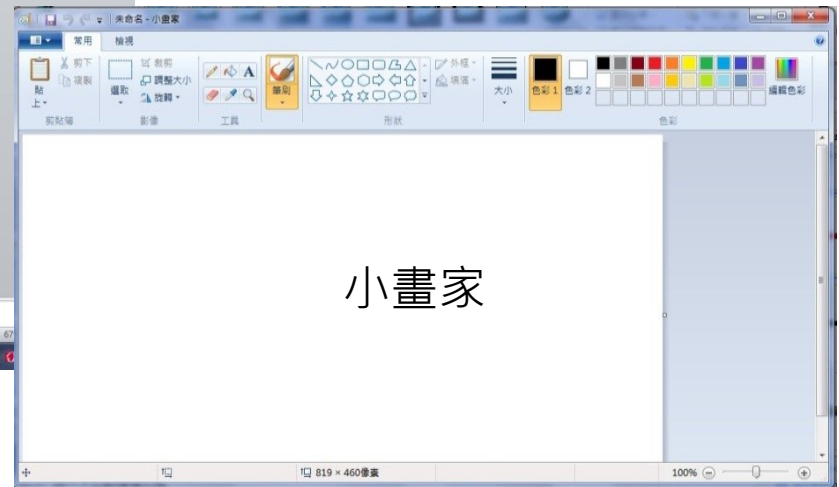 未命名 - 小畫家
常用 檢視
貼上 剪下 複製
剪貼簿
選取 裁剪 調整大小 旋轉
影像
A
工具
筆刷
外框 填滿
形狀
大小
色彩 1 色彩 2
編輯色彩
色彩
小畫家
67
819 × 460像素
100%